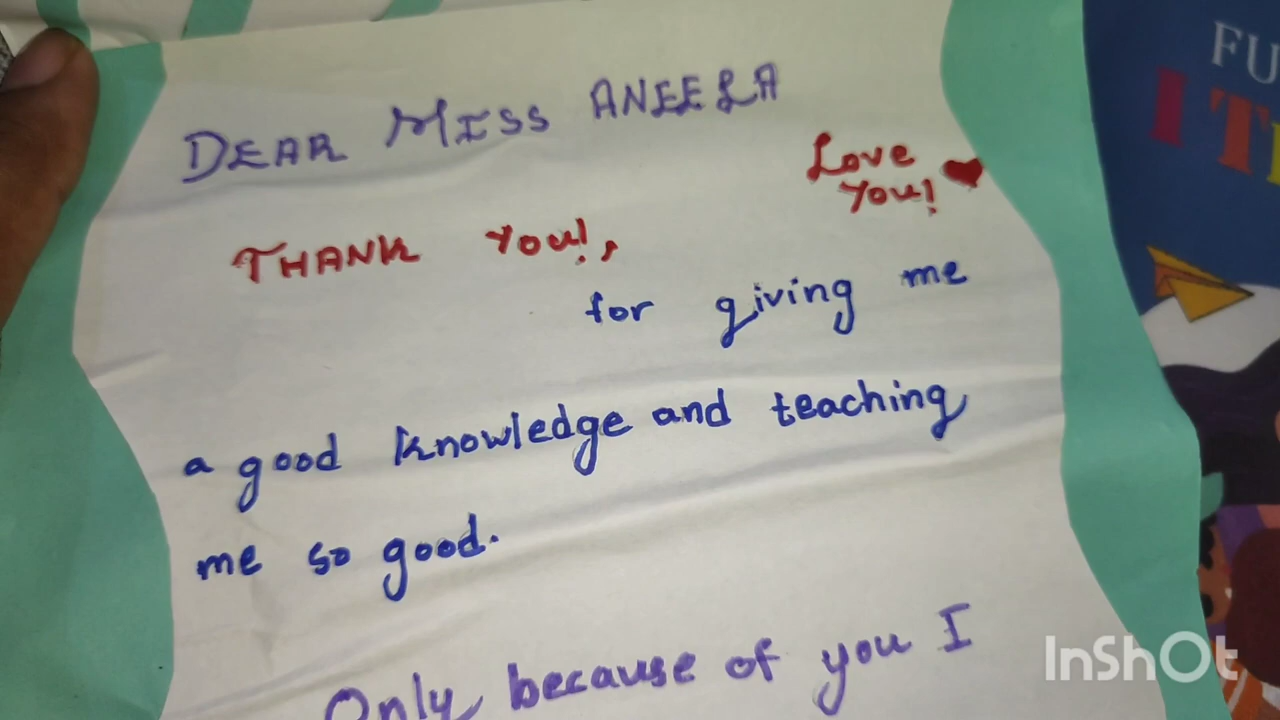 DEAR MISS ANEELA
Love
You!
THANK You!,
for giving me
a good knowledge and teaching
me so good.
Only because of you I
FU
I T
InShOt